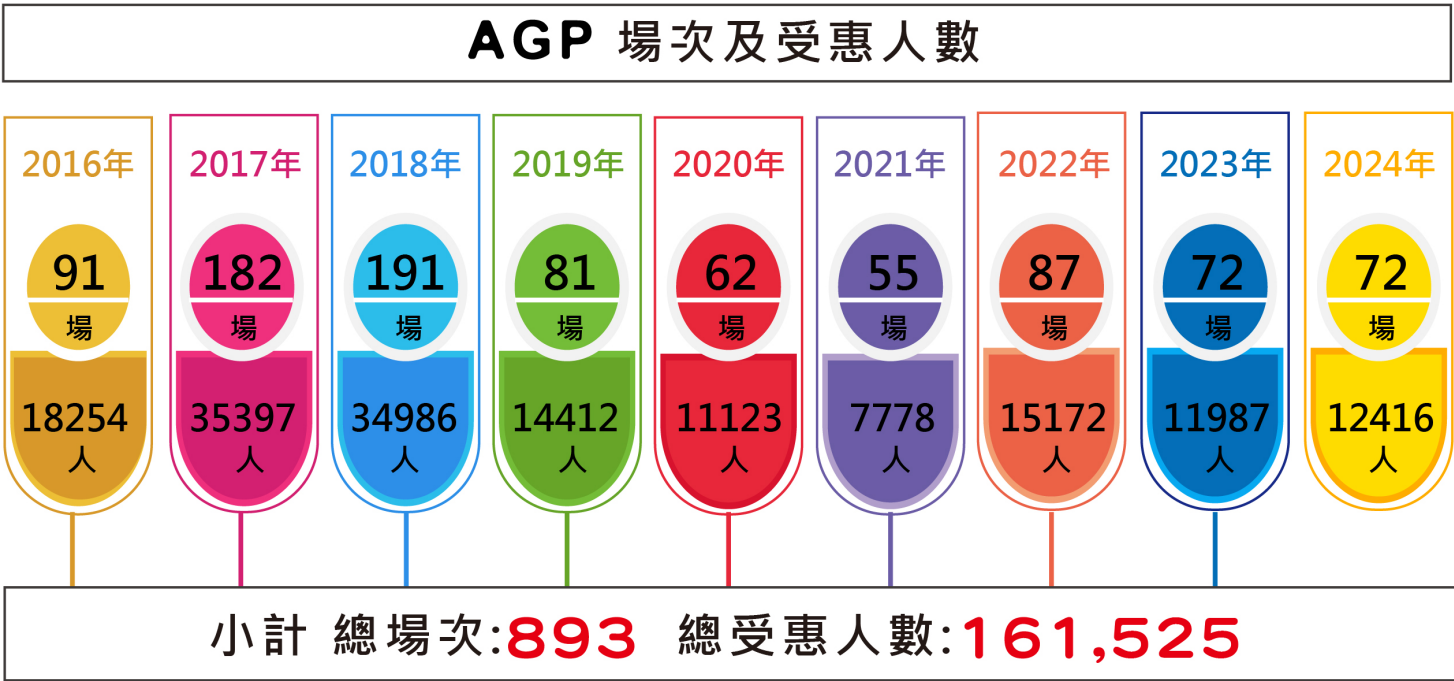 AGP 場次及受惠人數
2016年 2017年 2018年 2019年 2020年 2021年 2022年 2023年 2024年
91 182 191 81 62 55 87 72 72
場 場 場 場 場 場 場 場 場
18254 35397 34986 14412 11123 7778 15172 11987 12416
人 人 人 人 人 人 人 人 人
小計 總場次:893 總受惠人數:161,525